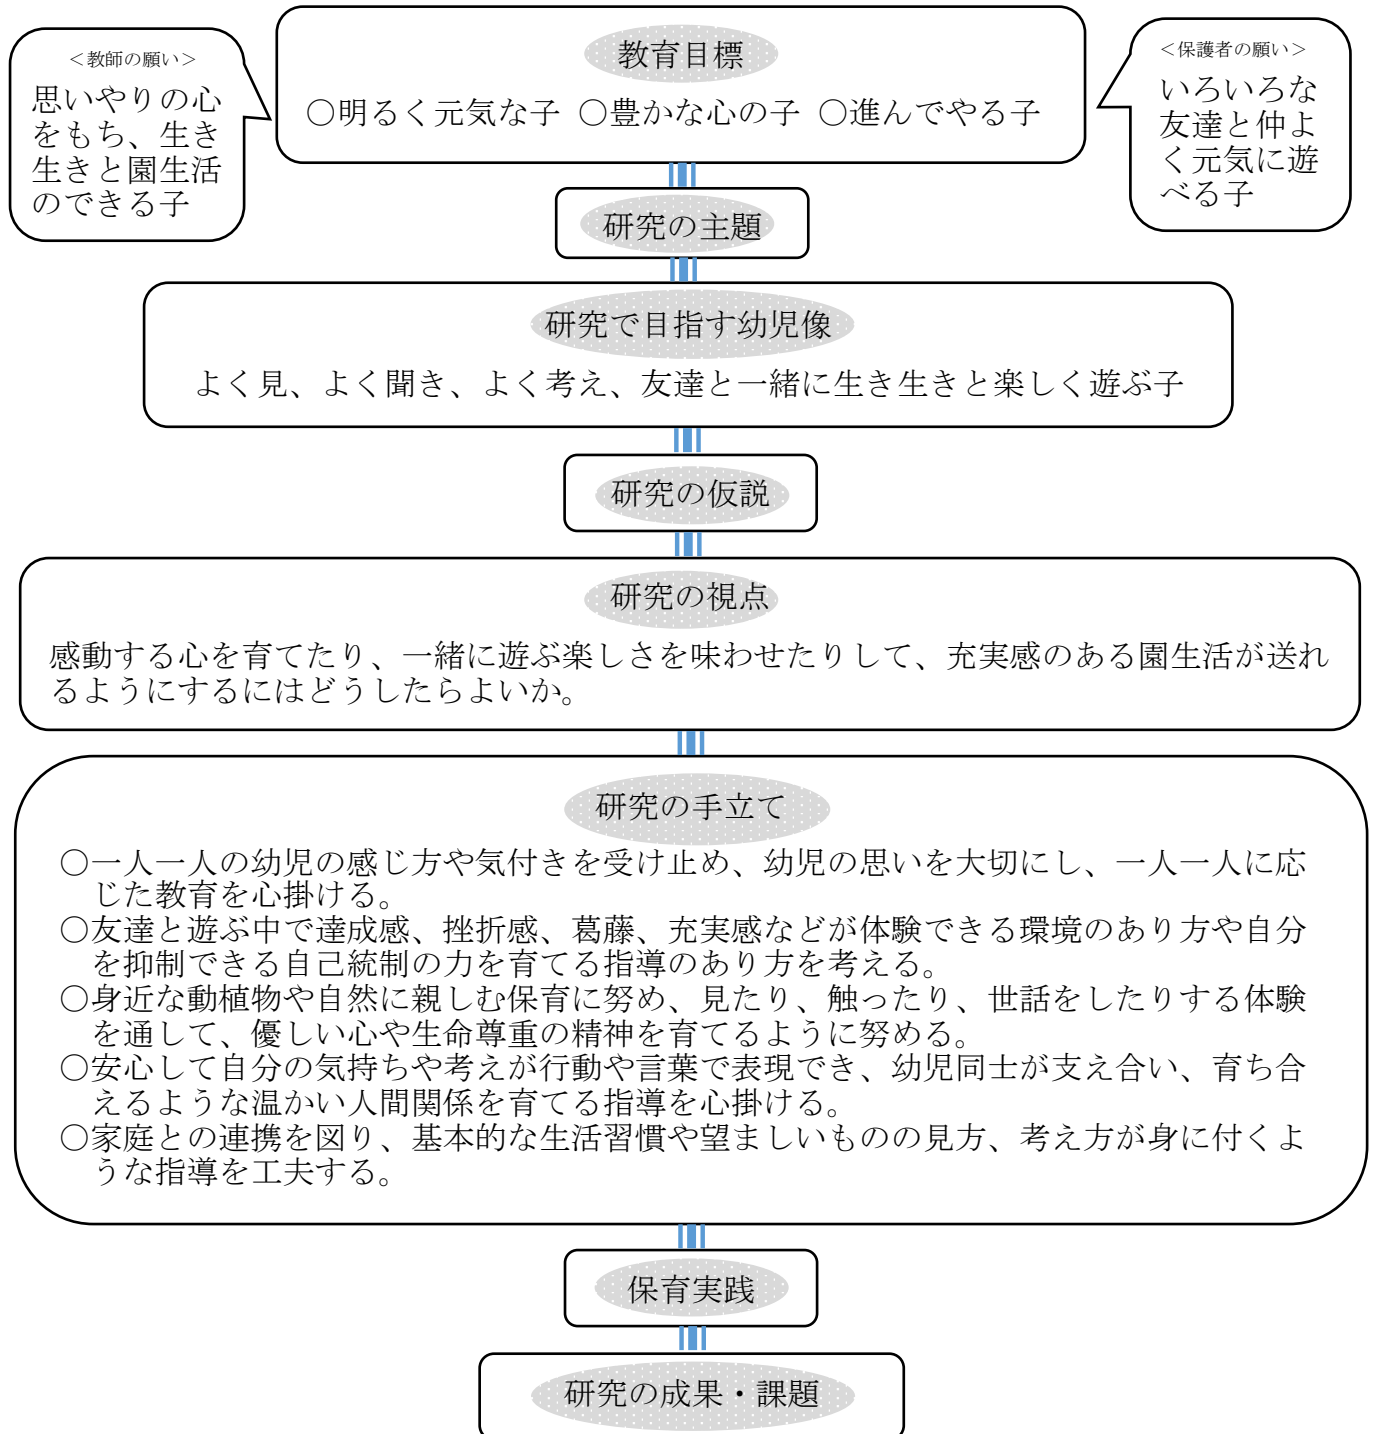 教育目標
○明るく元気な子 ○豊かな心の子 ○進んでやる子
＜教師の願い＞
思いやりの心
をもち、生き
生きと園生活
のできる子
＜保護者の願い＞
いろいろな
友達と仲よ
く元気に遊
べる子
研究の主題
研究で目指す幼児像
よく見、よく聞き、よく考え、友達と一緒に生き生きと楽しく遊ぶ子
研究の仮説
研究の視点
感動する心を育てたり、一緒に遊ぶ楽しさを味わせたりして、充実感のある園生活が送れ
るようにするにはどうしたらよいか。
研究の手立て
○一人一人の幼児の感じ方や気付きを受け止め、幼児の思いを大切にし、一人一人に応
じた教育を心掛ける。
○友達と遊ぶ中で達成感、挫折感、葛藤、充実感などが体験できる環境のあり方や自分
を抑制できる自己統制の力を育てる指導のあり方を考える。
○身近な動植物や自然に親しむ保育に努め、見たり、触ったり、世話をしたりする体験
を通して、優しい心や生命尊重の精神を育てるように努める。
○安心して自分の気持ちや考えが行動や言葉で表現でき、幼児同士が支え合い、育ち合
えるような温かい人間関係を育てる指導を心掛ける。
○家庭との連携を図り、基本的な生活習慣や望ましいものの見方、考え方が身に付くよ
うな指導を工夫する。
保育実践
研究の成果・課題